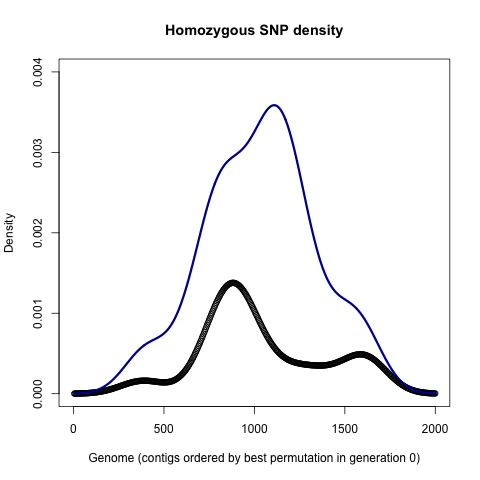 Homozygous SNP density
Density
0.004
0.003
0.002
0.001
0.000
0 500 1000 1500 2000
Genome (contigs ordered by best permutation in generation 0)